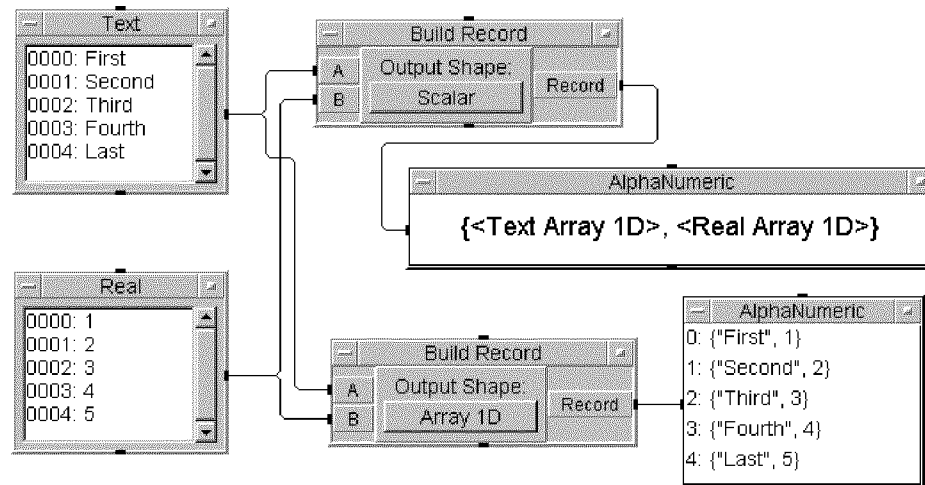 Text
0000: First
0001: Second
0002: Third
0003: Fourth
0004: Last
Build Record
A
B
Output Shape:
Scalar
Record
AlphaNumeric
{<Text Array 1D>, <Real Array 1D>}
Real
0000: 1
0001: 2
0002: 3
0003: 4
0004: 5
Build Record
A
B
Output Shape:
Array 1D
Record
AlphaNumeric
0: {"First", 1}
1: {"Second", 2}
2: {"Third", 3}
3: {"Fourth", 4}
4: {"Last", 5}